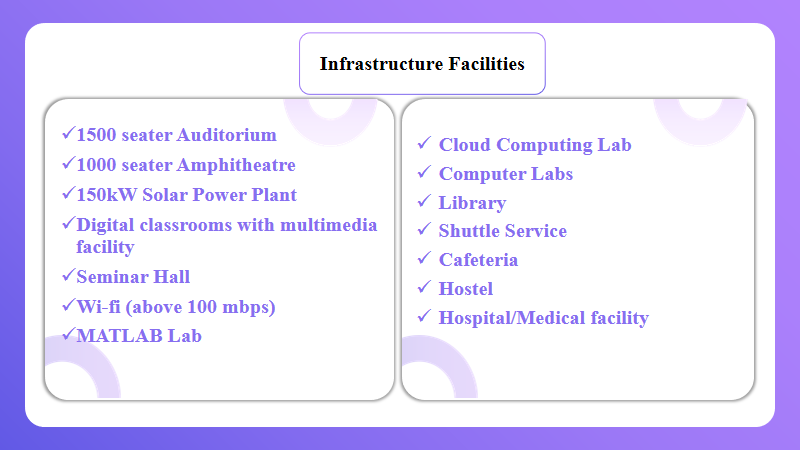 Infrastructure Facilities
✓1500 seater Auditorium
✓1000 seater Amphitheatre
✓150kW Solar Power Plant
✓Digital classrooms with multimedia
facility
✓Seminar Hall
✓Wi-fi (above 100 mbps)
✓MATLAB Lab
✓ Cloud Computing Lab
✓ Computer Labs
✓ Library
✓ Shuttle Service
✓ Cafeteria
✓ Hostel
✓ Hospital/Medical facility